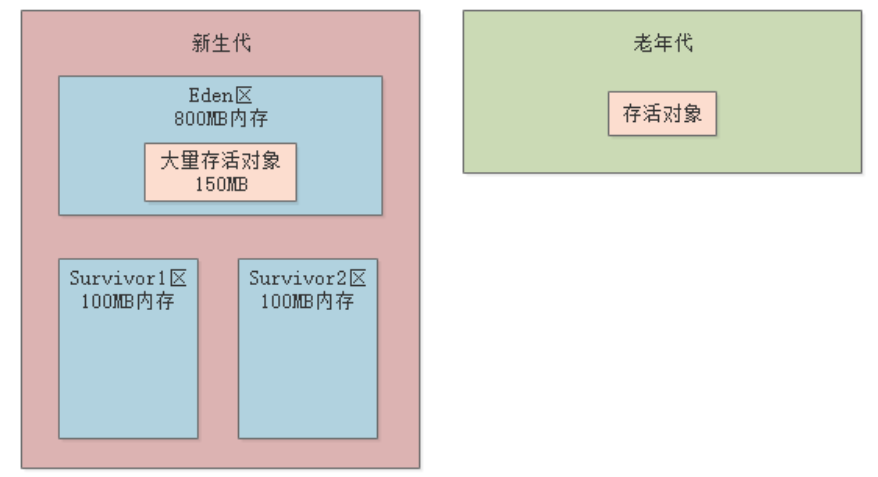 新生代
Eden区
800MB内存
大量存活对象
150MB
Survivor1区
100MB内存
Survivor2区
100MB内存
老年代
存活对象